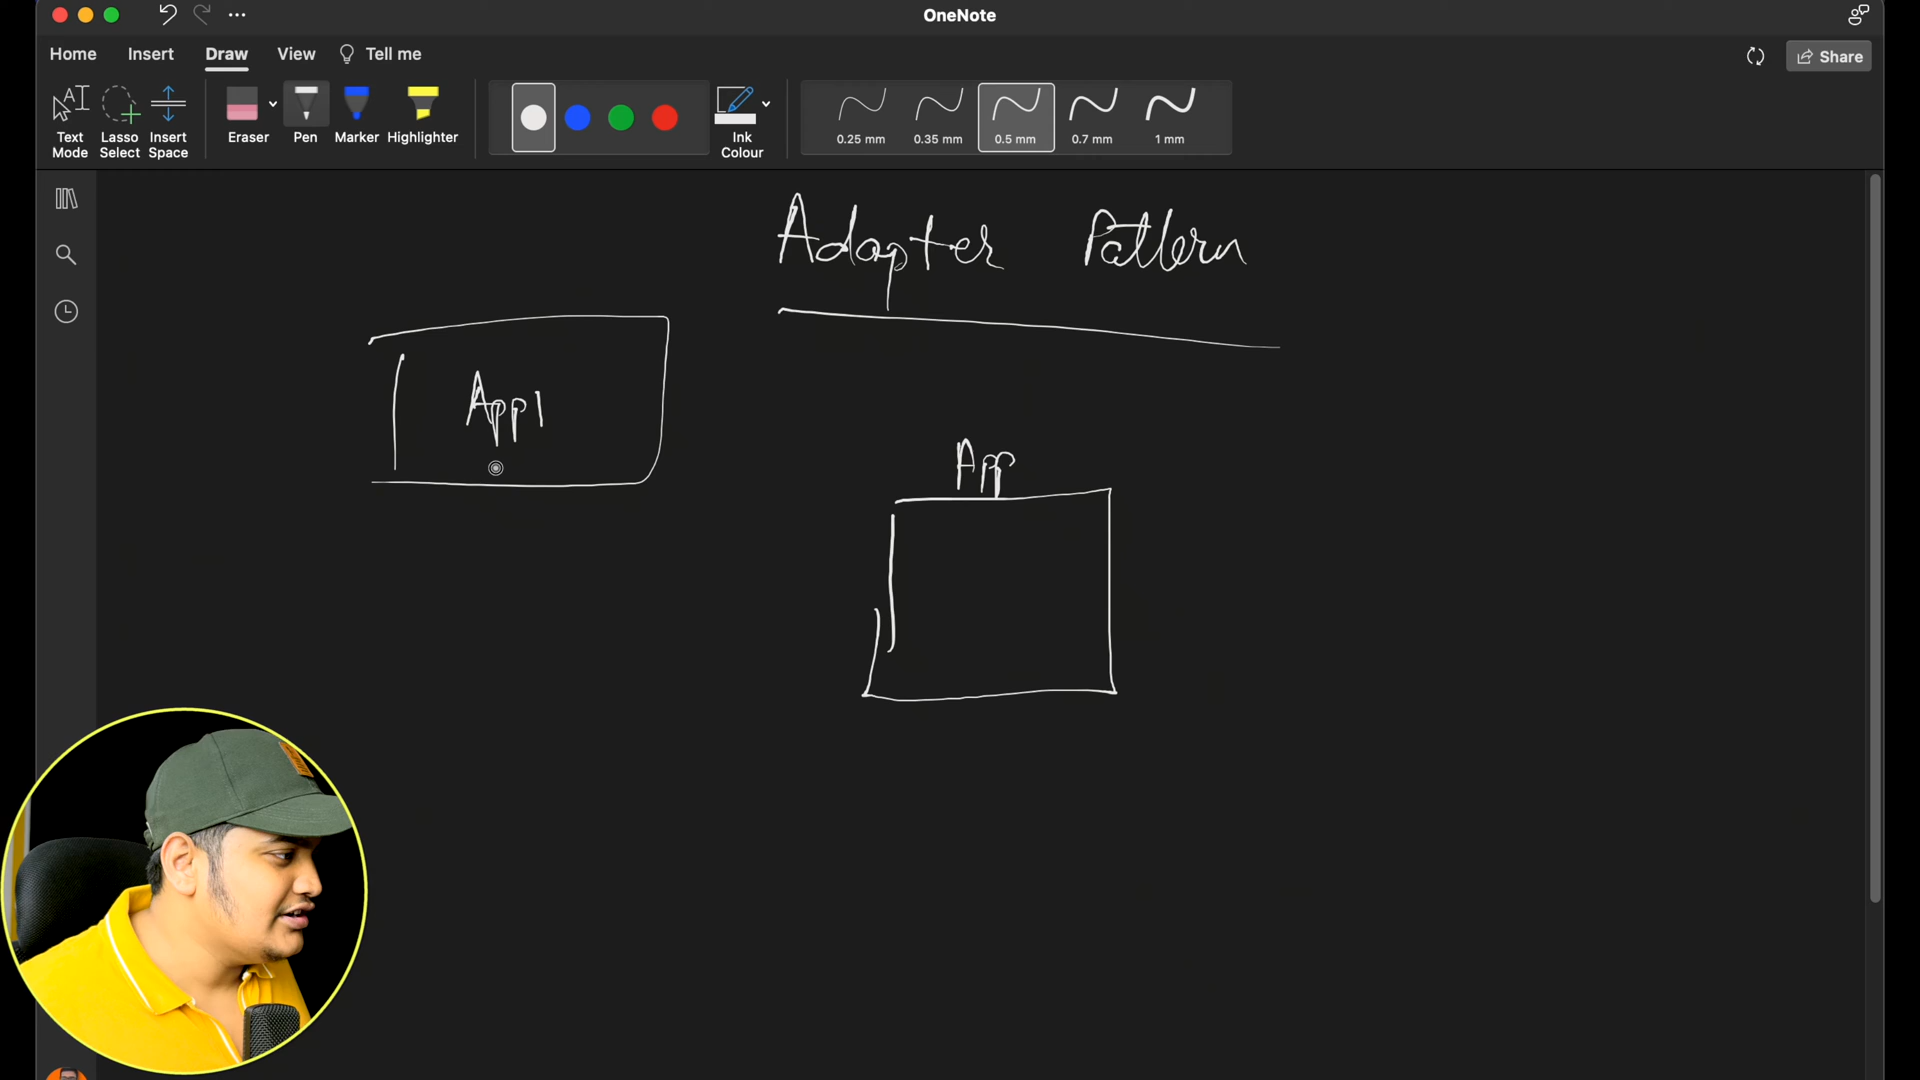 OneNote
Home Insert Draw View Tell me
Share
Text Mode
Lasso Select
Insert Space
Eraser
Pen
Marker
Highlighter
Ink Colour
0.25 mm
0.35 mm
0.5 mm
0.7 mm
1 mm
Adapter Pattern
App1
App